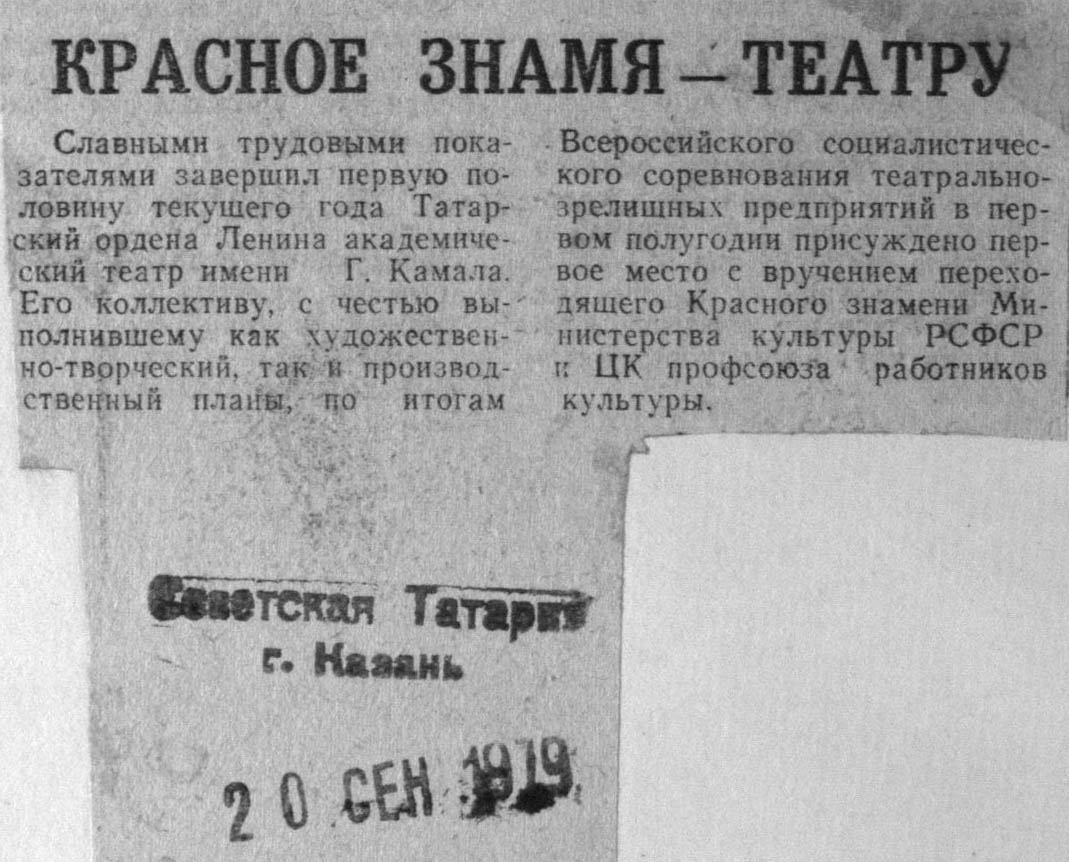 КРАСНОЕ ЗНАМЯ — ТЕАТРУ
Славными трудовыми пока-
зателями завершил первую по-
ловину текущего года Татар-
ский ордена Ленина академиче-
ский театр имени Г. Камала.
Его коллективу, с честью вы-
полнившему как художествен-
но-творческий, так и производ-
ственный планы, по итогам
Всероссийского социалистичес-
кого соревнования театрально-
зрелищных предприятий в пер-
вом полугодии присуждено пер-
вое место с вручением перехо-
дящего Красного знамени Ми-
нистерства культуры РСФСР
и ЦК профсоюза работников
культуры.
Советская Татария
г. Казань
20 СЕН 1979